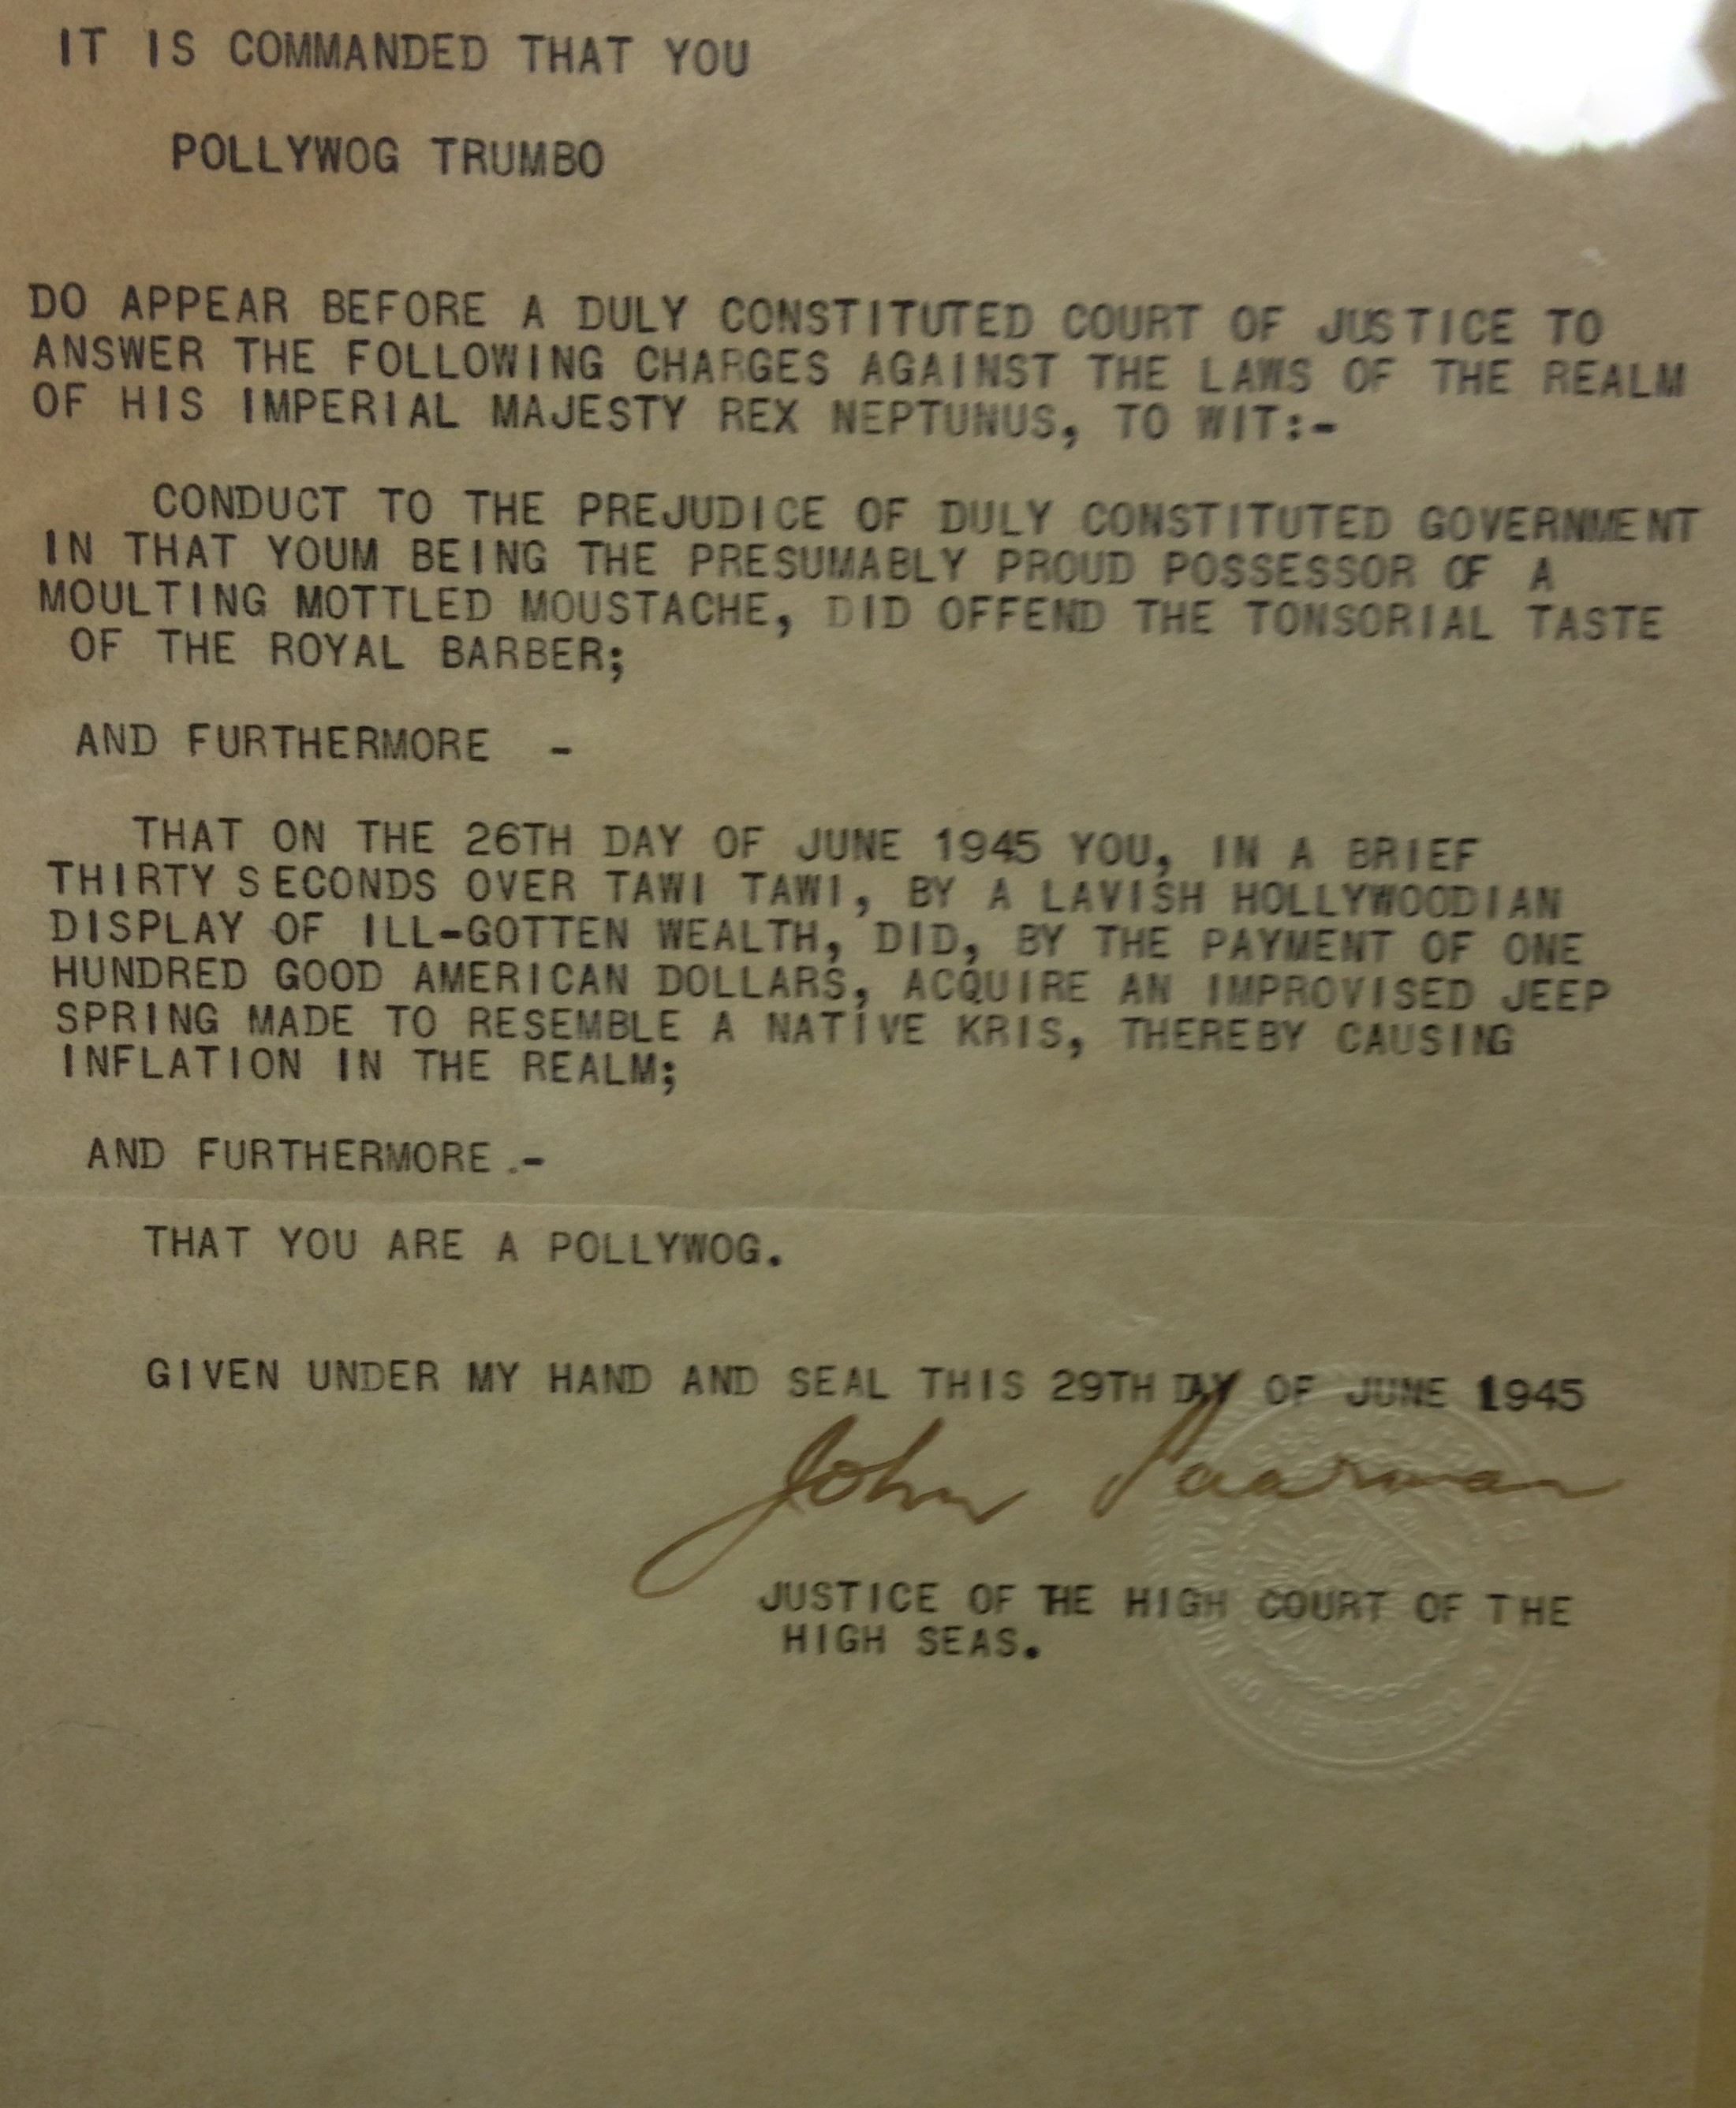 IT IS COMMANDED THAT YOU
POLLYWOG TRUMBO
DO APPEAR BEFORE A DULY CONSTITUTED COURT OF JUSTICE TO
ANSWER THE FOLLOWING CHARGES AGAINST THE LAWS OF THE REALM
OF HIS IMPERIAL MAJESTY REX NEPTUNUS, TO WIT:-
CONDUCT TO THE PREJUDICE OF DULY CONSTITUTED GOVERNMENT
IN THAT YOUM BEING THE PRESUMABLY PROUD POSSESSOR OF A
MOULTING MOTTLED MOUSTACHE, DID OFFEND THE TONSORIAL TASTE
OF THE ROYAL BARBER;
AND FURTHERMORE -
THAT ON THE 26TH DAY OF JUNE 1945 YOU, IN A BRIEF
THIRTY SECONDS OVER TAWI TAWI, BY A LAVISH HOLLYWOODIAN
DISPLAY OF ILL-GOTTEN WEALTH, DID, BY THE PAYMENT OF ONE
HUNDRED GOOD AMERICAN DOLLARS, ACQUIRE AN IMPROVISED JEEP
SPRING MADE TO RESEMBLE A NATIVE KRIS, THEREBY CAUSING
INFLATION IN THE REALM;
AND FURTHERMORE.-
THAT YOU ARE A POLLYWOG.
GIVEN UNDER MY HAND AND SEAL THIS 29TH DAY OF JUNE 1945
John Paarman
JUSTICE OF THE HIGH COURT OF THE
HIGH SEAS.